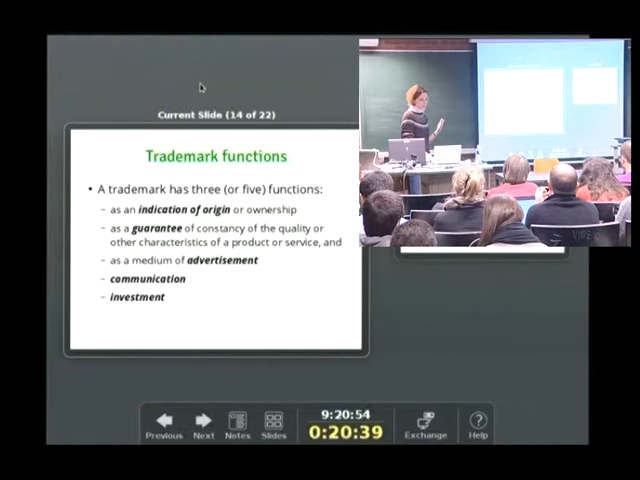 Current Slide (14 of 22)
Trademark functions
• A trademark has three (or five) functions:
– as an indication of origin or ownership
– as a guarantee of constancy of the quality or
other characteristics of a product or service, and
– as a medium of advertisement
– communication
– investment
Previous
Next
Notes
Slides
9:20:54
0:20:39
Exchange
Help